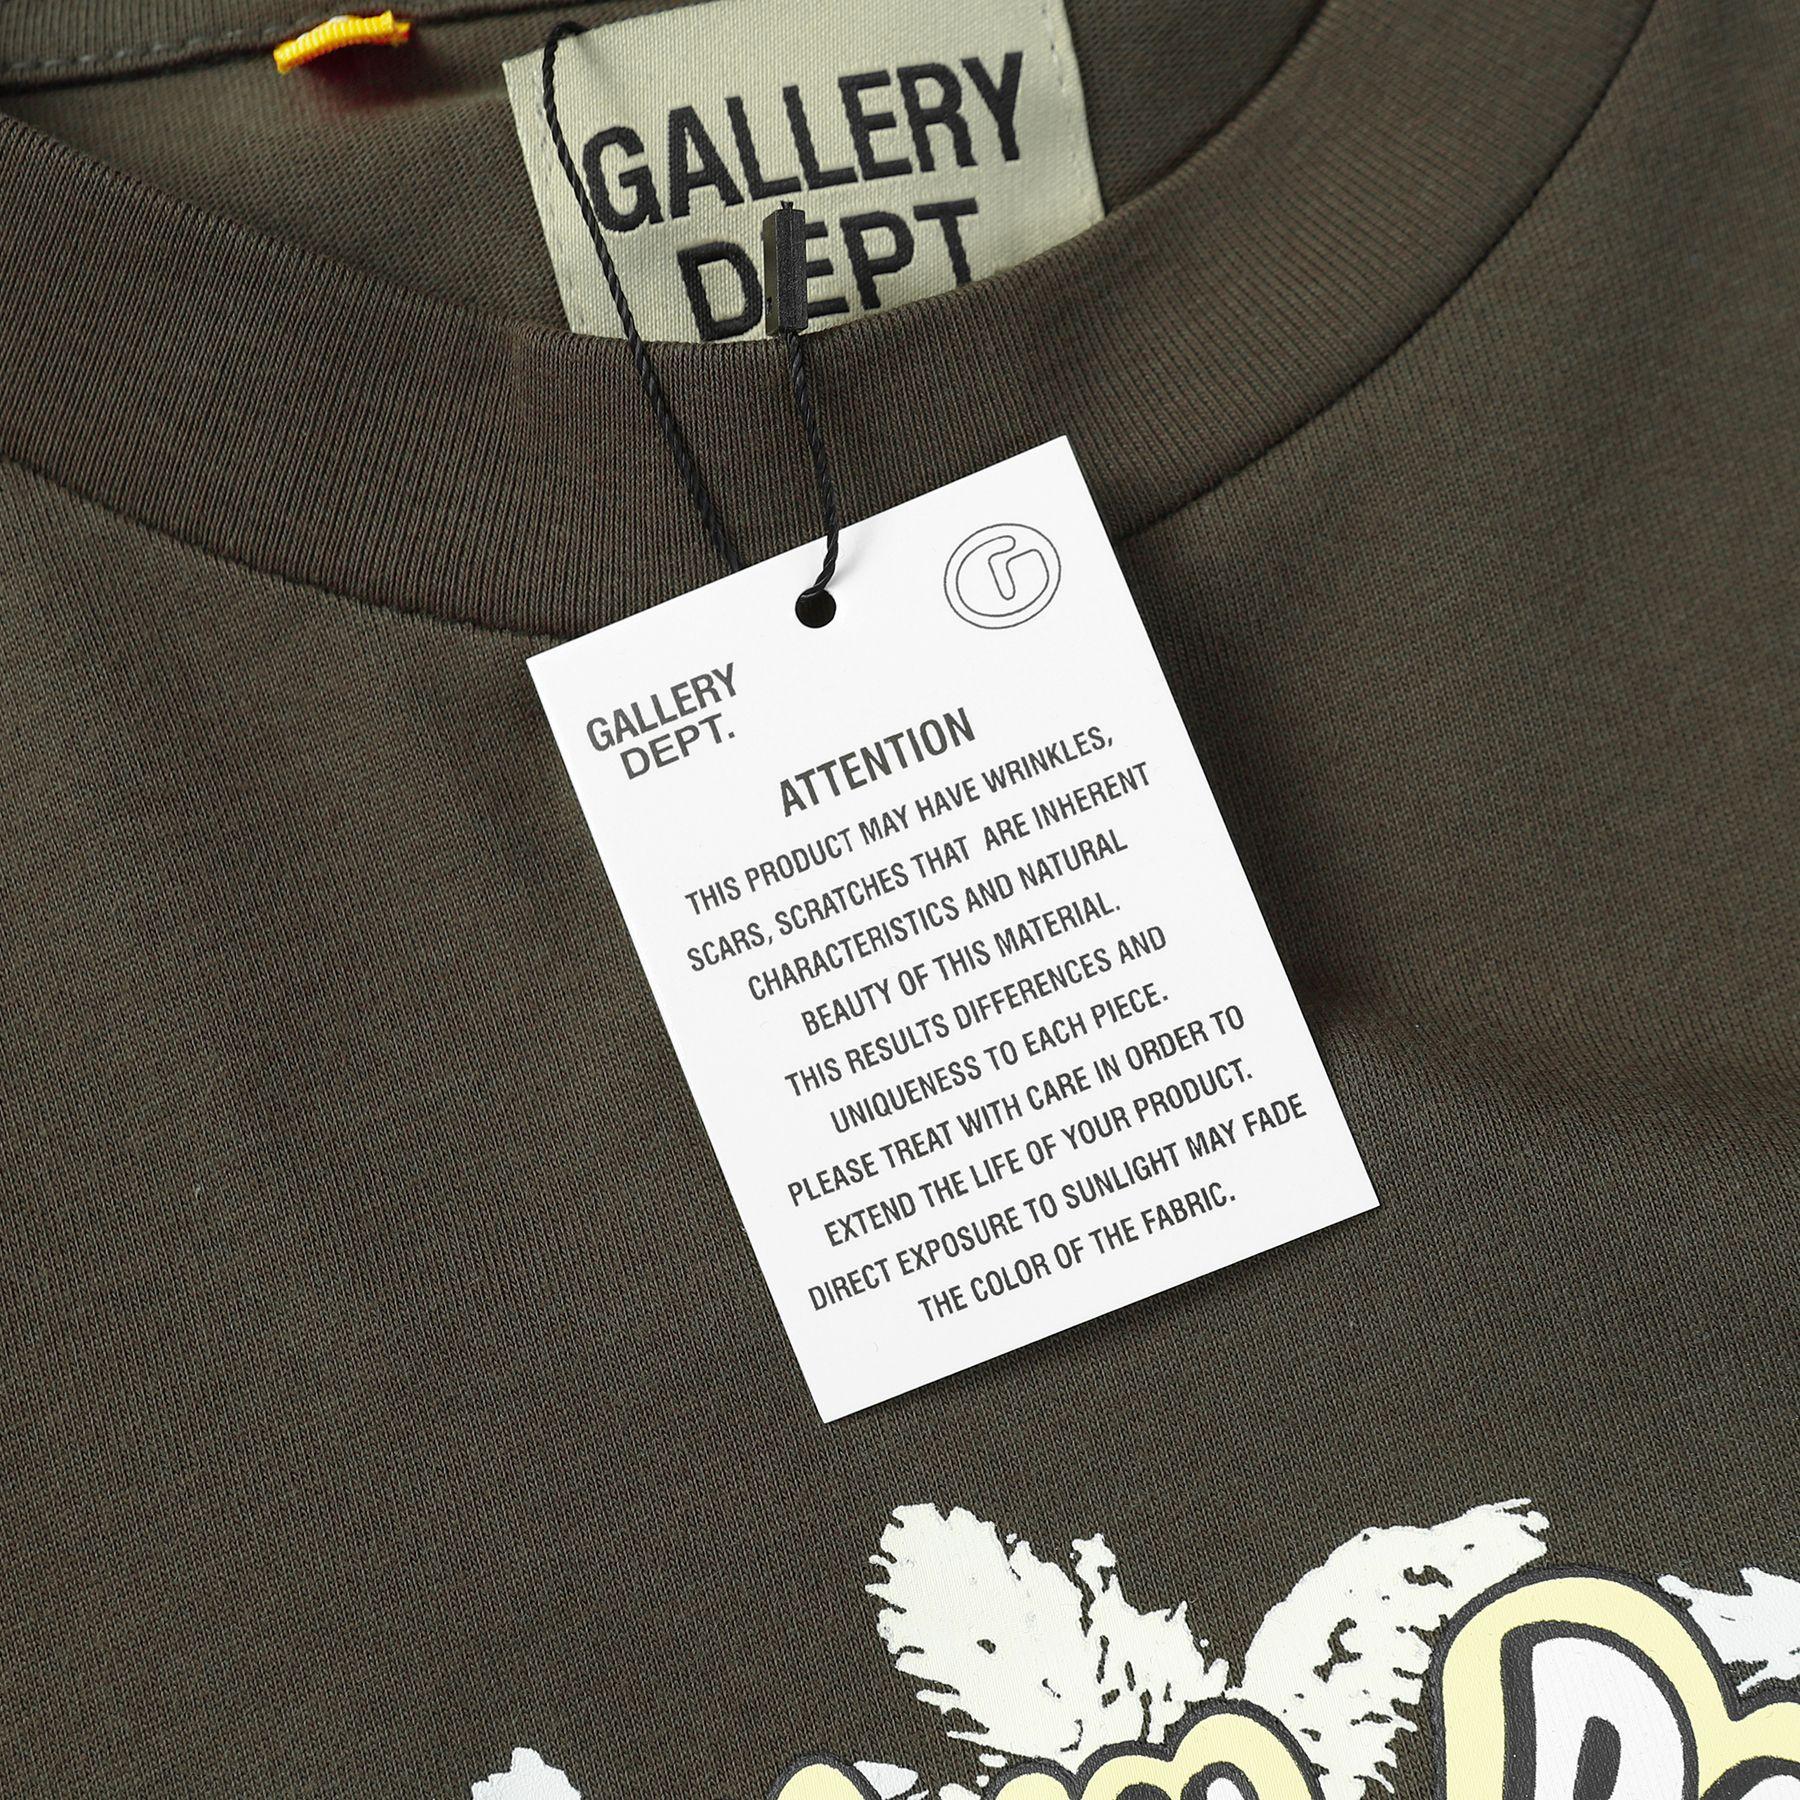 GALLERY
DEPT
GALLERY
DEPT.
ATTENTION
THIS PRODUCT MAY HAVE WRINKLES,
SCARS, SCRATCHES THAT ARE INHERENT
CHARACTERISTICS AND NATURAL
BEAUTY OF THIS MATERIAL.
THIS RESULTS DIFFERENCES AND
UNIQUENESS TO EACH PIECE.
PLEASE TREAT WITH CARE IN ORDER TO
EXTEND THE LIFE OF YOUR PRODUCT.
DIRECT EXPOSURE TO SUNLIGHT MAY FADE
THE COLOR OF THE FABRIC.